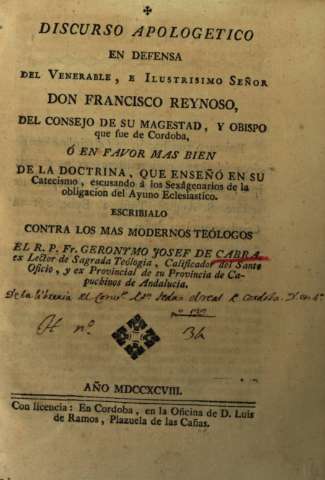 DISCURSO APOLOGETICO
EN DEFENSA
DEL VENERABLE, E ILUSTRISIMO SEÑOR
DON FRANCISCO REYNOSO,
DEL CONSEJO DE SU MAGESTAD, Y OBISPO
que fue de Cordoba,
Ó EN FAVOR MAS BIEN
DE LA DOCTRINA, QUE ENSEÑÓ EN SU
Catecismo, escusando á los Sexâgenarios de la
obligacion del Ayuno Eclesiastico.
ESCRIBIALO
CONTRA LOS MAS MODERNOS TEÓLOGOS
EL R. P. Fr. GERONYMO JOSEF DE CABRA,
ex Lector de Sagrada Teólogia, Calificador del Santo
Oficio, y ex Provincial de su Provincia de Ca-
puchinos de Andalucia.
De la libreria
nº
34
AÑO MDCCXCVIII.
Con licencia: En Cordoba, en la Oficina de D. Luis
de Ramos, Plazuela de las Cañas.